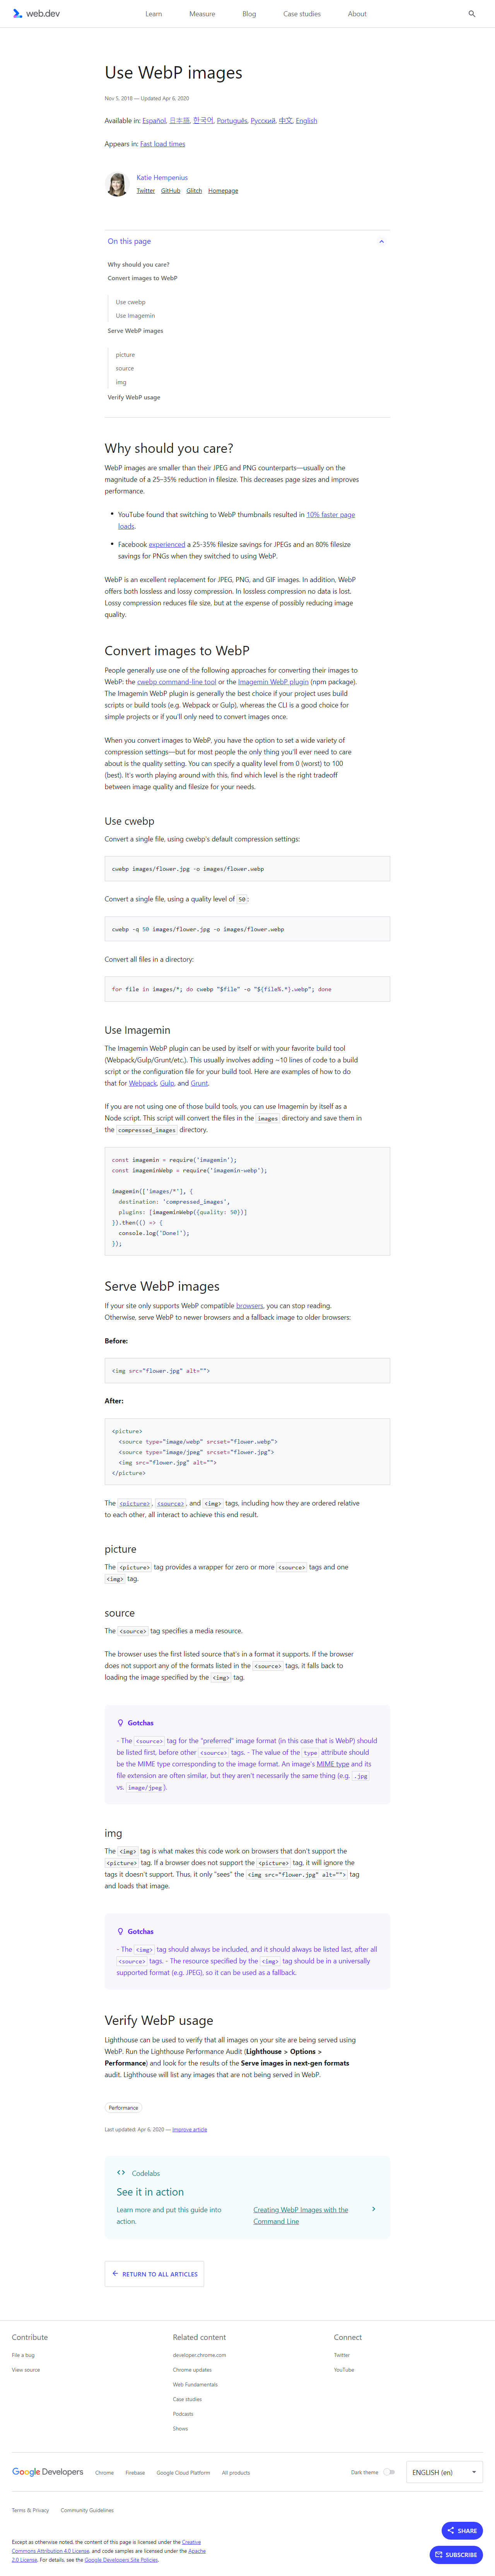 web.dev
Learn Measure Blog Case studies About
Use WebP images
Nov 5, 2018 — Updated Apr 6, 2020
Available in: Español, 日本語, 한국어, Português, Русский, 中文, English
Appears in: Fast load times
Katie Hempenius
Twitter GitHub Glitch Homepage
On this page
Why should you care?
Convert images to WebP
Use cwebp
Use Imagemin
Serve WebP images
picture
source
img
Verify WebP usage
Why should you care?
WebP images are smaller than their JPEG and PNG counterparts—usually on the
magnitude of a 25–35% reduction in filesize. This decreases page sizes and improves
performance.
• YouTube found that switching to WebP thumbnails resulted in 10% faster page
loads.
• Facebook experienced a 25-35% filesize savings for JPEGs and an 80% filesize
savings for PNGs when they switched to using WebP.
WebP is an excellent replacement for JPEG, PNG, and GIF images. In addition, WebP
offers both lossless and lossy compression. In lossless compression no data is lost.
Lossy compression reduces file size, but at the expense of possibly reducing image
quality.
Convert images to WebP
People generally use one of the following approaches for converting their images to
WebP: the cwebp command-line tool or the Imagemin WebP plugin (npm package).
The Imagemin WebP plugin is generally the best choice if your project uses build
scripts or build tools (e.g. Webpack or Gulp), whereas the CLI is a good choice for
simple projects or if you'll only need to convert images once.
When you convert images to WebP, you have the option to set a wide variety of
compression settings—but for most people the only thing you'll ever need to care
about is the quality setting. You can specify a quality level from 0 (worst) to 100
(best). It's worth playing around with this, find which level is the right tradeoff
between image quality and filesize for your needs.
Use cwebp
Convert a single file, using cwebp's default compression settings:
cwebp images/flower.jpg -o images/flower.webp
Convert a single file, using a quality level of 50:
cwebp -q 50 images/flower.jpg -o images/flower.webp
Convert all files in a directory:
for file in images/*; do cwebp "$file" -o "${file%.*}.webp"; done
Use Imagemin
The Imagemin WebP plugin can be used by itself or with your favorite build tool
(Webpack/Gulp/Grunt/etc.). This usually involves adding ~10 lines of code to a build
script or the configuration file for your build tool. Here are examples of how to do
that for Webpack, Gulp, and Grunt.
If you are not using one of those build tools, you can use Imagemin by itself as a
Node script. This script will convert the files in the images directory and save them in
the compressed_images directory.
const imagemin = require('imagemin');
const imageminWebp = require('imagemin-webp');
imagemin(['images/*'], {
destination: 'compressed_images',
plugins: [imageminWebp({quality: 50})]
}).then(() => {
console.log('Done!');
});
Serve WebP images
If your site only supports WebP compatible browsers, you can stop reading.
Otherwise, serve WebP to newer browsers and a fallback image to older browsers:
Before:
<img src="flower.jpg" alt="">
After:
<picture>
<source type="image/webp" srcset="flower.webp">
<source type="image/jpeg" srcset="flower.jpg">
<img src="flower.jpg" alt="">
</picture>
The <picture>, <source>, and <img> tags, including how they are ordered relative
to each other, all interact to achieve this end result.
picture
The <picture> tag provides a wrapper for zero or more <source> tags and one
<img> tag.
source
The <source> tag specifies a media resource.
The browser uses the first listed source that's in a format it supports. If the browser
does not support any of the formats listed in the <source> tags, it falls back to
loading the image specified by the <img> tag.
Gotchas
- The <source> tag for the "preferred" image format (in this case that is WebP) should
be listed first, before other <source> tags. - The value of the type attribute should
be the MIME type corresponding to the image format. An image's MIME type and its
file extension are often similar, but they aren't necessarily the same thing (e.g. .jpg
vs. image/jpeg).
img
The <img> tag is what makes this code work on browsers that don't support the
<picture> tag. If a browser does not support the <picture> tag, it will ignore the
tags it doesn't support. Thus, it only "sees" the <img src="flower.jpg" alt=""> tag
and loads that image.
Gotchas
- The <img> tag should always be included, and it should always be listed last, after all
<source> tags. - The resource specified by the <img> tag should be in a universally
supported format (e.g. JPEG), so it can be used as a fallback.
Verify WebP usage
Lighthouse can be used to verify that all images on your site are being served using
WebP. Run the Lighthouse Performance Audit (Lighthouse > Options >
Performance) and look for the results of the Serve images in next-gen formats
audit. Lighthouse will list any images that are not being served in WebP.
Performance
Last updated: Apr 6, 2020 — Improve article
Codelabs
See it in action
Learn more and put this guide into
action.
Creating WebP Images with the
Command Line
RETURN TO ALL ARTICLES
Contribute
File a bug
View source
Related content
developer.chrome.com
Chrome updates
Web Fundamentals
Case studies
Podcasts
Shows
Connect
Twitter
YouTube
Google Developers Chrome Firebase Google Cloud Platform All products Dark theme ENGLISH (en)
Terms & Privacy Community Guidelines
Except as otherwise noted, the content of this page is licensed under the Creative
Commons Attribution 4.0 License, and code samples are licensed under the Apache
2.0 License. For details, see the Google Developers Site Policies.
SHARE
SUBSCRIBE